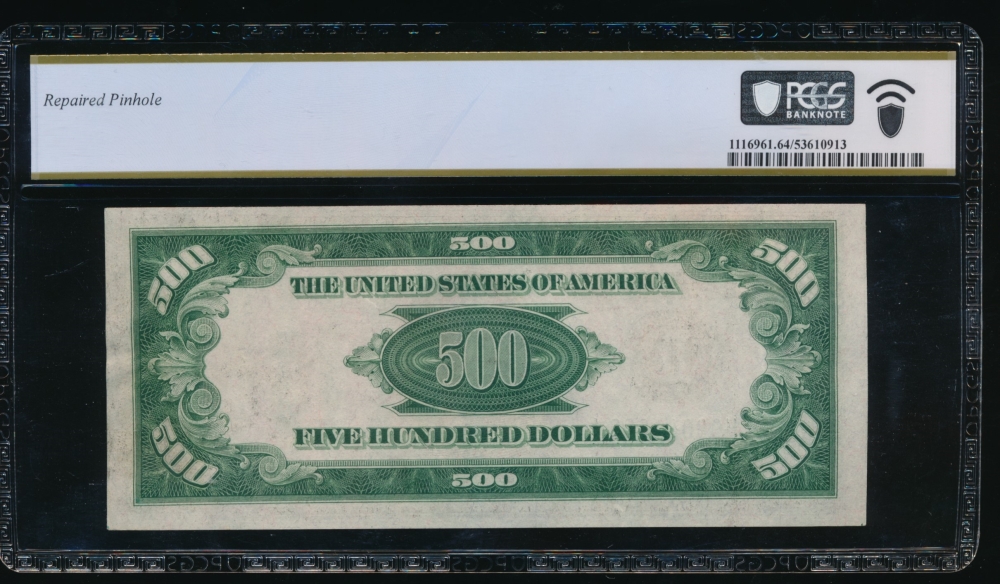 Repaired Pinhole
PCGS
BANKNOTE
1116961.64/53610913
500
500
500
THE UNITED STATES OF AMERICA
500
FIVE HUNDRED DOLLARS
500
500
500